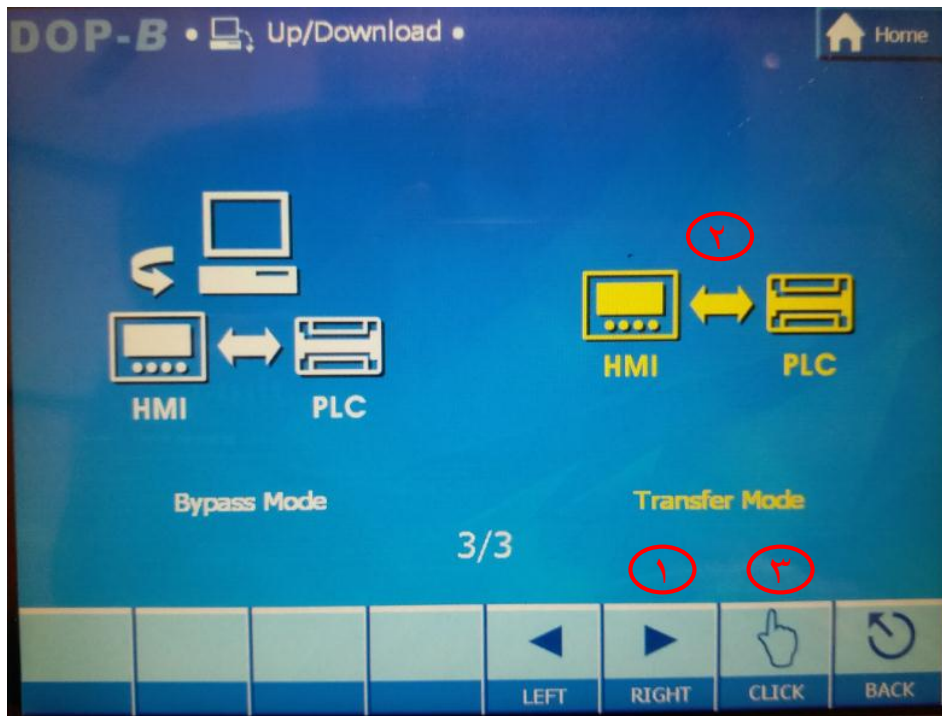 DOP-B • Up/Download •
Home
٢
HMI
PLC
HMI
PLC
Bypass Mode
Transfer Mode
3/3
١
٣
LEFT
RIGHT
CLICK
BACK